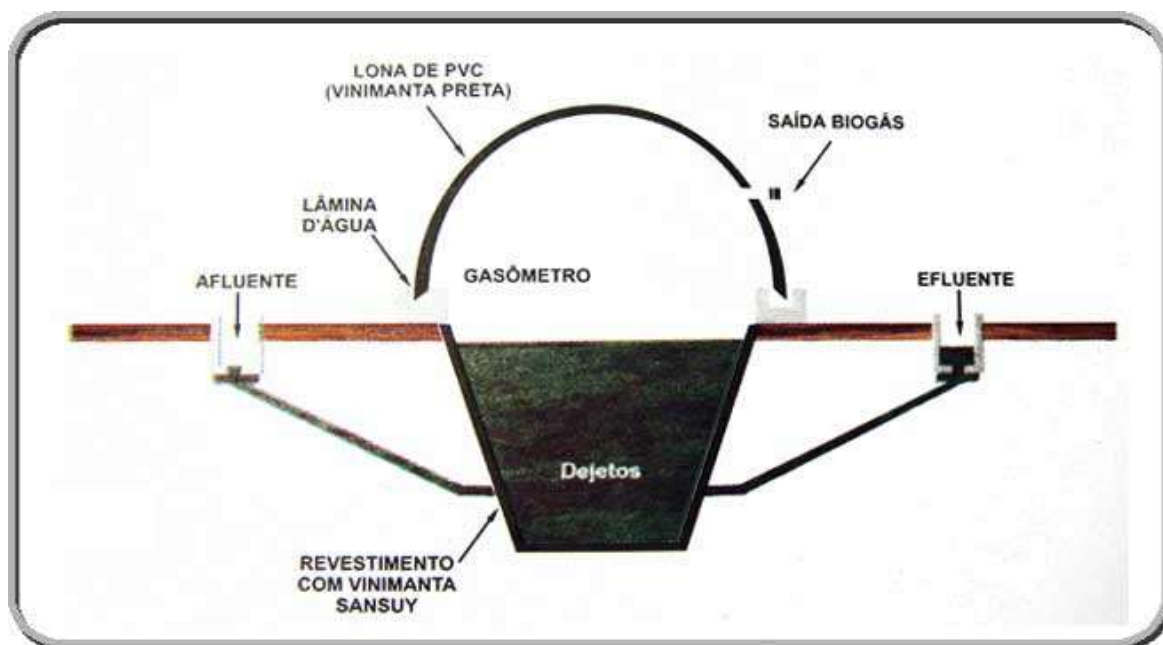 LONA DE PVC
(VINIMANTA PRETA)
SAÍDA BIOGÁS
LÂMINA
D'ÁGUA
GASÔMETRO
AFLUENTE
EFLUENTE
Dejetos
REVESTIMENTO
COM VINIMANTA
SANSUY